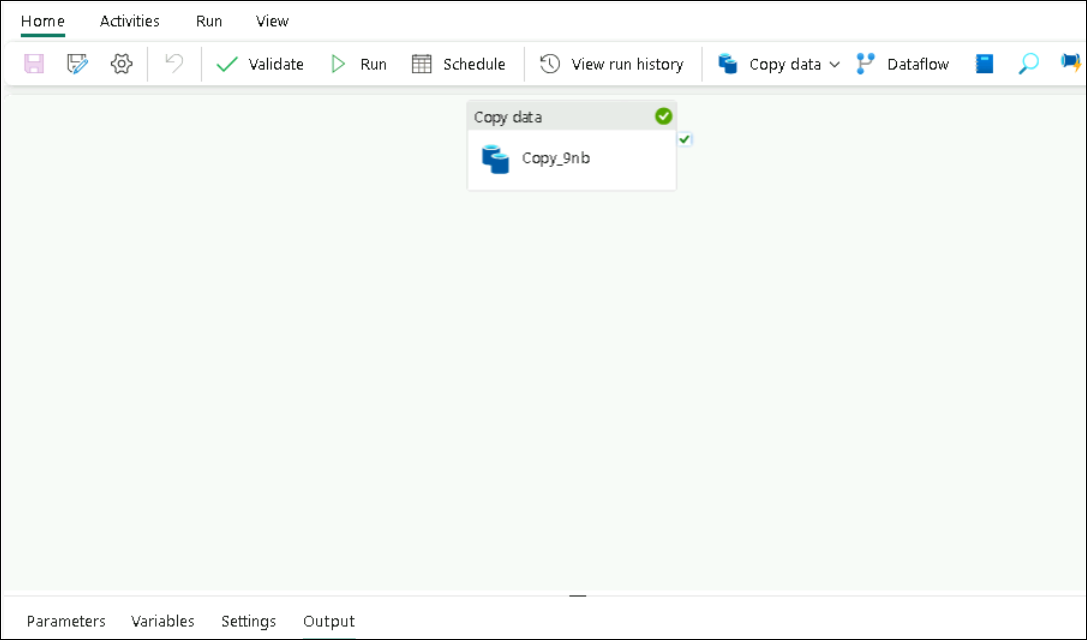 Home Activities Run View
Validate Run Schedule View run history Copy data Dataflow
Copy data
Copy_9nb
Parameters Variables Settings Output